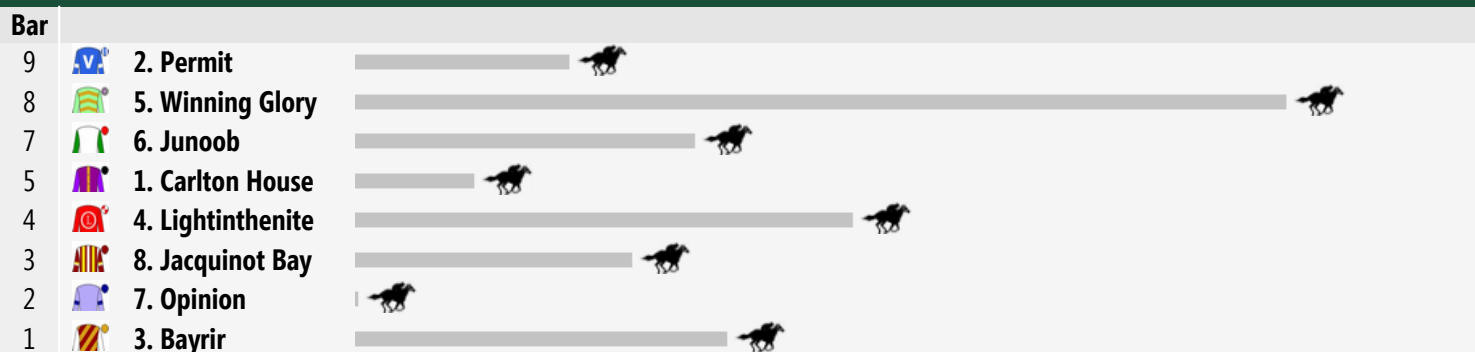 Bar
9 V 2. Permit
8 5. Winning Glory
7 6. Junoob
5 1. Carlton House
4 L 4. Lightinthenite
3 8. Jacquinot Bay
2 7. Opinion
1 3. Bayrir